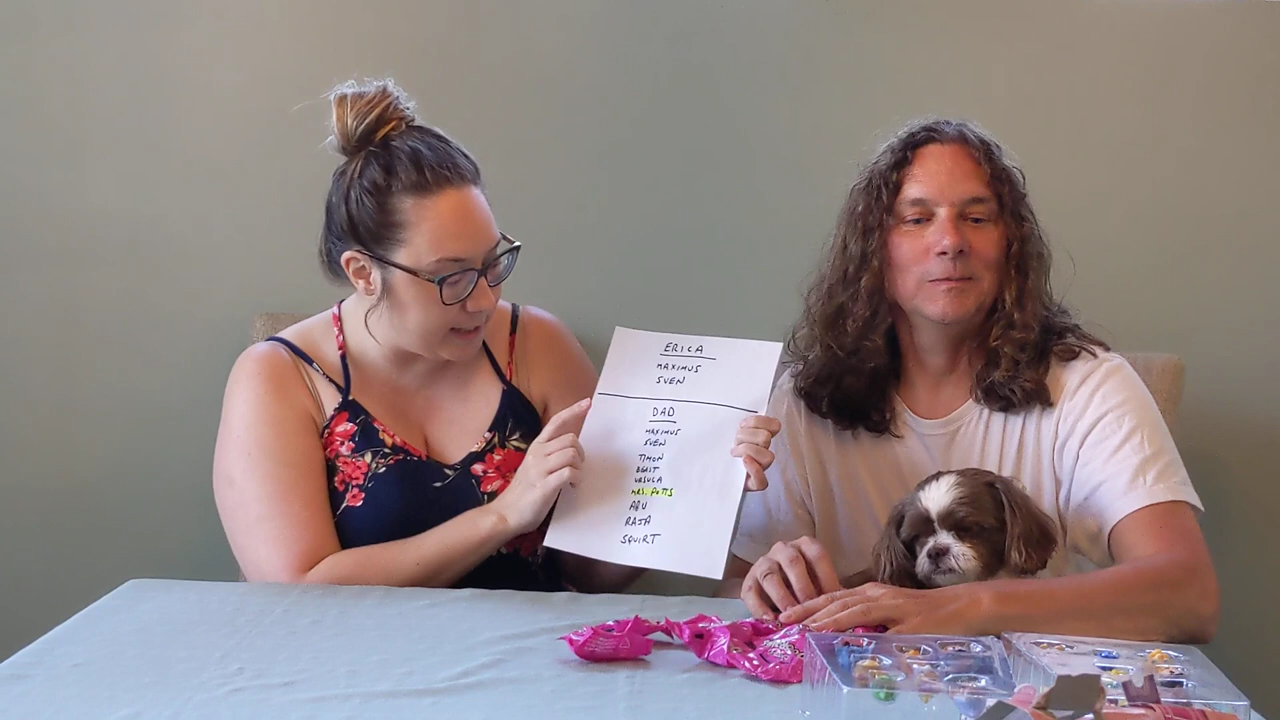 ERICA
MAXIMUS
SVEN
DAD
MAXIMUS
SVEN
TIMON
BEAST
URSULA
MRS. POTTS
ABU
RAJA
SQUIRT